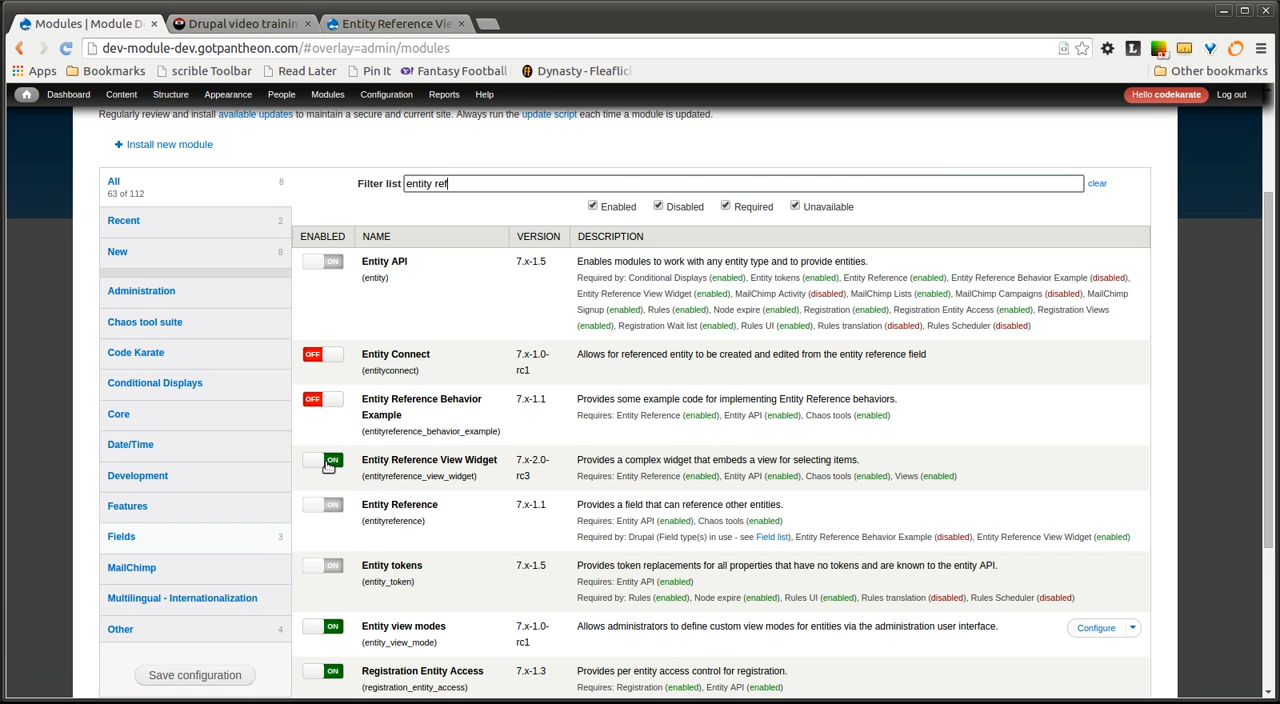 Modules | Module D
Drupal video trainin
Entity Reference Vie
dev-module-dev.gotpantheon.com/#overlay=admin/modules
Apps Bookmarks scrible Toolbar Read Later Pin It Fantasy Football Dynasty - Fleaflic Other bookmarks
Dashboard Content Structure Appearance People Modules Configuration Reports Help Hello codekarate Log out
Regularly review and install available updates to maintain a secure and current site. Always run the update script each time a module is updated.
+ Install new module
All 8
63 of 112
Recent 2
New 8
Administration
Chaos tool suite
Code Karate
Conditional Displays
Core
Date/Time
Development
Features
Fields 3
MailChimp
Multilingual - Internationalization
Other 4
Save configuration
Filter list entity ref clear
Enabled Disabled Required Unavailable
ENABLED NAME VERSION DESCRIPTION
ON Entity API 7.x-1.5 Enables modules to work with any entity type and to provide entities.
(entity) Required by: Conditional Displays (enabled), Entity tokens (enabled), Entity Reference (enabled), Entity Reference Behavior Example (disabled),
Entity Reference View Widget (enabled), MailChimp Activity (disabled), MailChimp Lists (enabled), MailChimp Campaigns (disabled), MailChimp
Signup (enabled), Rules (enabled), Node expire (enabled), Registration (enabled), Registration Entity Access (enabled), Registration Views
(enabled), Registration Wait list (enabled), Rules UI (enabled), Rules translation (disabled), Rules Scheduler (disabled)
OFF Entity Connect 7.x-1.0- Allows for referenced entity to be created and edited from the entity reference field
(entityconnect) rc1
OFF Entity Reference Behavior 7.x-1.1 Provides some example code for implementing Entity Reference behaviors.
Example Requires: Entity Reference (enabled), Entity API (enabled), Chaos tools (enabled)
(entityreference_behavior_example)
ON Entity Reference View Widget 7.x-2.0- Provides a complex widget that embeds a view for selecting items.
(entityreference_view_widget) rc3 Requires: Entity Reference (enabled), Entity API (enabled), Chaos tools (enabled), Views (enabled)
ON Entity Reference 7.x-1.1 Provides a field that can reference other entities.
(entityreference) Requires: Entity API (enabled), Chaos tools (enabled)
Required by: Drupal (Field type(s) in use - see Field list), Entity Reference Behavior Example (disabled), Entity Reference View Widget (enabled)
ON Entity tokens 7.x-1.5 Provides token replacements for all properties that have no tokens and are known to the entity API.
(entity_token) Requires: Entity API (enabled)
Required by: Rules (enabled), Node expire (enabled), Rules UI (enabled), Rules translation (disabled), Rules Scheduler (disabled)
ON Entity view modes 7.x-1.0- Allows administrators to define custom view modes for entities via the administration user interface. Configure
(entity_view_mode) rc1
ON Registration Entity Access 7.x-1.3 Provides per entity access control for registration.
(registration_entity_access) Requires: Registration (enabled), Entity API (enabled)